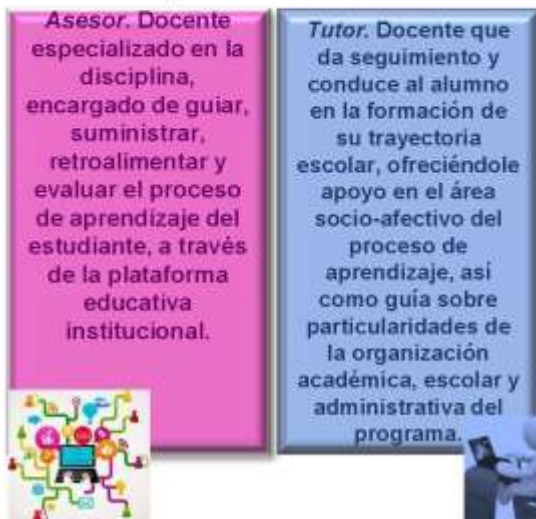 Asesor. Docente
especializado en la
disciplina,
encargado de guiar,
suministrar,
retroalimentar y
evaluar el proceso
de aprendizaje del
estudiante, a través
de la plataforma
educativa
institucional.
Tutor. Docente que
da seguimiento y
conduce al alumno
en la formación de
su trayectoria
escolar, ofreciéndole
apoyo en el área
socio-afectivo del
proceso de
aprendizaje, así
como guía sobre
particularidades de
la organización
académica, escolar y
administrativa del
programa.